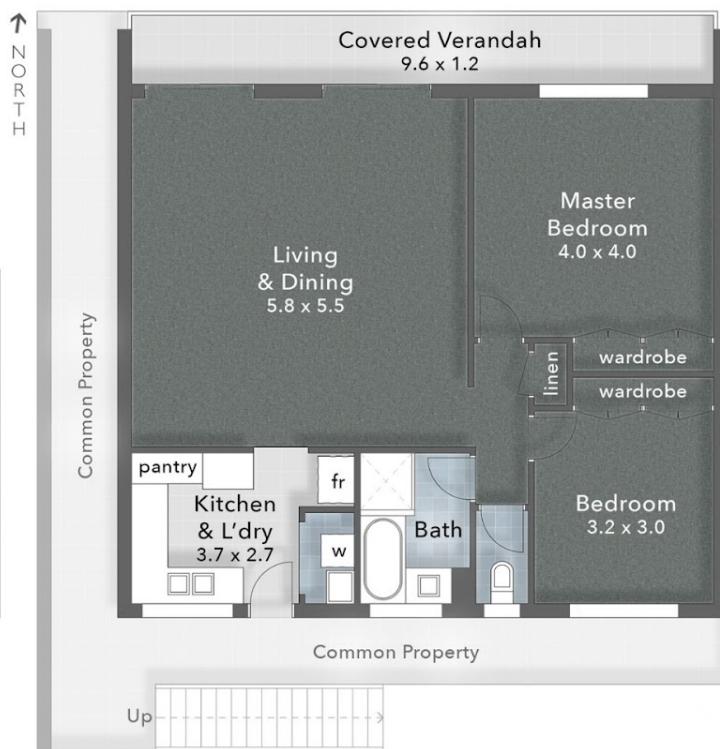 NORTH
Covered Verandah
9.6 x 1.2
Master
Bedroom
4.0 x 4.0
Living
& Dining
5.8 x 5.5
wardrobe
linen
wardrobe
Common Property
pantry
fr
Kitchen
& L'dry
3.7 x 2.7
w
Bath
Bedroom
3.2 x 3.0
Common Property
Up